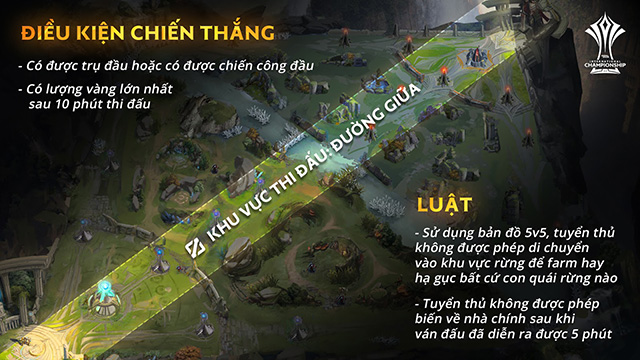 ĐIỀU KIỆN CHIẾN THẮNG
- Có được trụ đầu hoặc có được chiến công đầu
- Có lượng vàng lớn nhất
sau 10 phút thi đấu
INTERNATIONAL
CHAMPIONSHIP
KHU VỰC THI ĐẤU: ĐƯỜNG GIỮA
LUẬT
- Sử dụng bản đồ 5v5, tuyển thủ
không được phép di chuyển
vào khu vực rừng để farm hay
hạ gục bất cứ con quái rừng nào
- Tuyển thủ không được phép
biến về nhà chính sau khi
ván đấu đã diễn ra được 5 phút